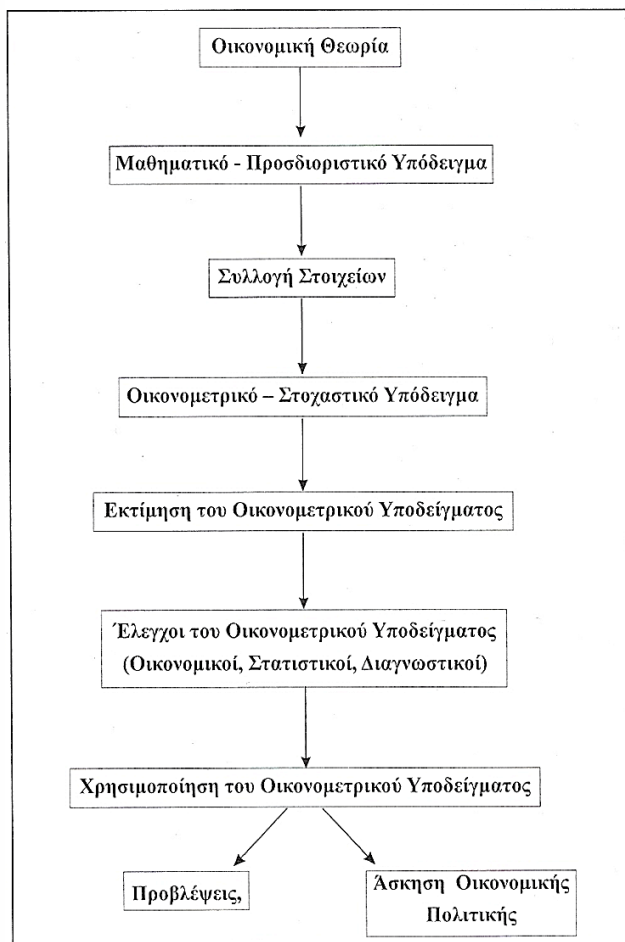 Οικονομική Θεωρία
Μαθηματικό - Προσδιοριστικό Υπόδειγμα
Συλλογή Στοιχείων
Οικονομετρικό – Στοχαστικό Υπόδειγμα
Εκτίμηση του Οικονομετρικού Υποδείγματος
Έλεγχοι του Οικονομετρικού Υποδείγματος
(Οικονομικοί, Στατιστικοί, Διαγνωστικοί)
Χρησιμοποίηση του Οικονομετρικού Υποδείγματος
Προβλέψεις,
Άσκηση Οικονομικής
Πολιτικής